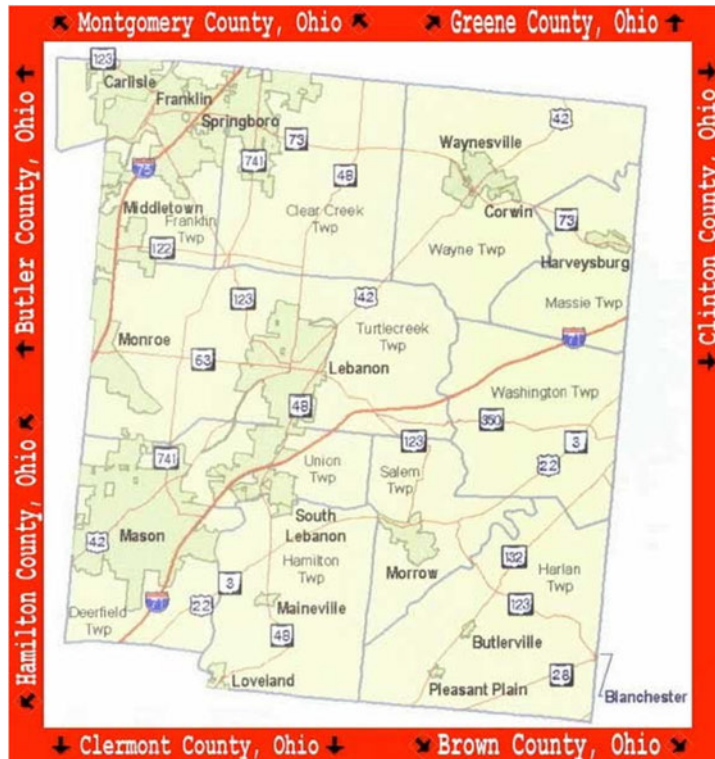 Montgomery County, Ohio
Greene County, Ohio
Butler County, Ohio
Hamilton County, Ohio
Clinton County, Ohio
123
Carlisle
Franklin
Springboro
42
73
Waynesville
741
48
75
Clear Creek
Twp
Middletown
Franklin
Twp
Corwin
73
122
Wayne Twp
Harveysburg
123
42
Massie Twp
Turtlecreek
Twp
Monroe
71
63
Lebanon
Washington Twp
48
350
123
3
741
Union
Twp
22
Salem
Twp
South
Lebanon
Mason
42
Hamilton
Twp
132
Morrow
Harlan
Twp
3
71
22
Maineville
123
Deerfield
Twp
48
Butlerville
28
Loveland
Pleasant Plain
Blanchester
Clermont County, Ohio
Brown County, Ohio